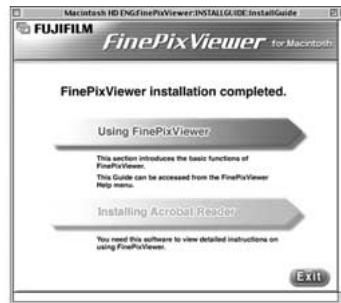 Macintosh HD ENG:FinePixViewer:INSTALLGUIDE:InstallGuide
FUJIFILM
FinePixViewer for Macintosh
FinePixViewer installation completed.
Using FinePixViewer
This section introduces the basic functions of
FinePixViewer.
This Guide can be accessed from the FinePixViewer
Help menu.
Installing Acrobat Reader
You need this software to view detailed instructions on
using FinePixViewer.
Exit